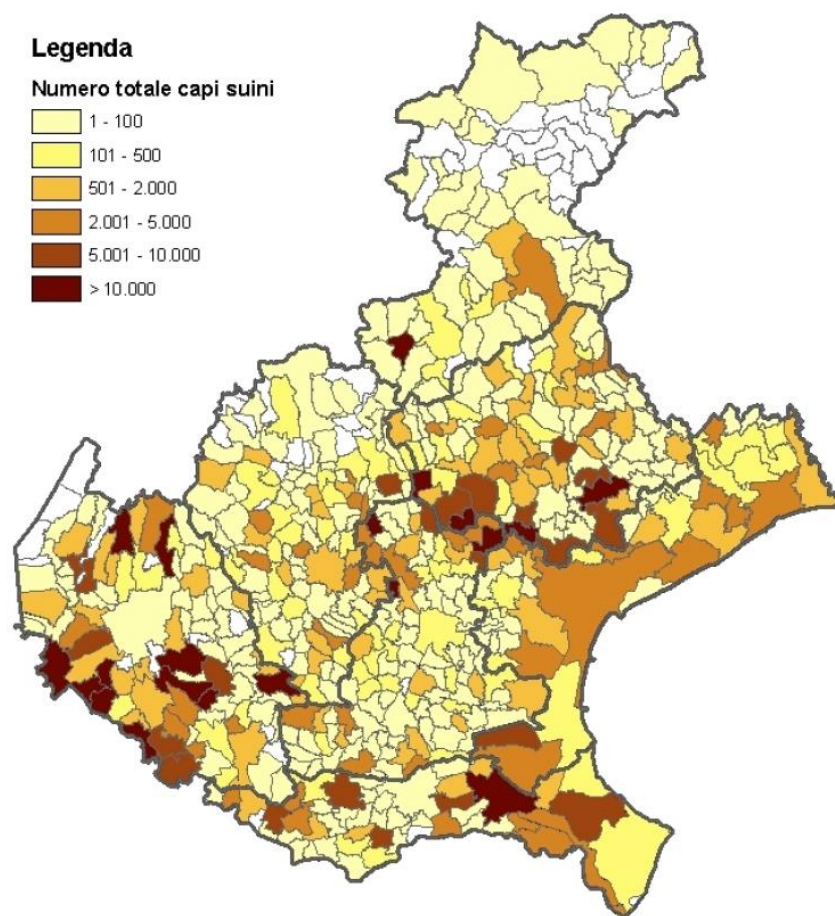 Legenda
Numero totale capi suini
1 - 100
101 - 500
501 - 2.000
2.001 - 5.000
5.001 - 10.000
> 10.000